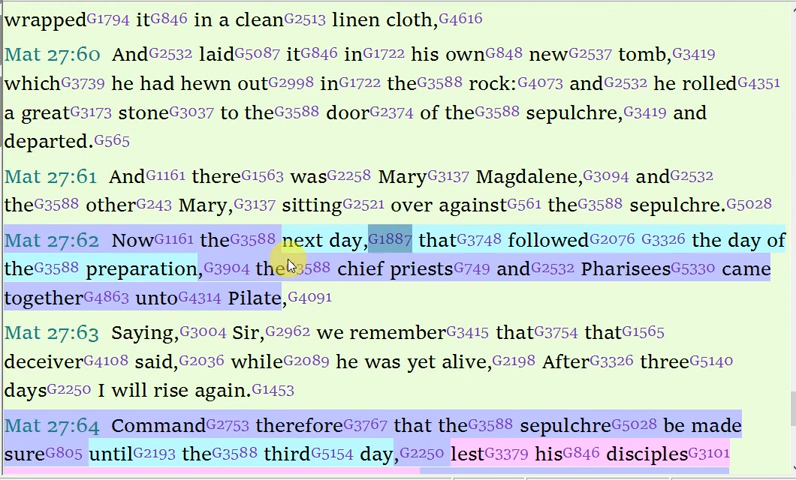 wrappedG1794 itG846 in a cleanG2513 linen cloth,G4616
Mat 27:60 AndG2532 laidG5087 itG846 inG1722 his ownG848 newG2537 tomb,G3419
whichG3739 he had hewn outG2998 inG1722 theG3588 rock:G4073 andG2532 he rolledG4351
a greatG3173 stoneG3037 to theG3588 doorG2374 of theG3588 sepulchre,G3419 and
departed.G565
Mat 27:61 AndG1161 thereG1563 wasG2258 MaryG3137 Magdalene,G3094 andG2532
theG3588 otherG243 Mary,G3137 sittingG2521 over againstG561 theG3588 sepulchre.G5028
Mat 27:62 NowG1161 theG3588 next day,G1887 thatG3748 followedG2076 G3326 the day of
theG3588 preparation,G3904 theG3588 chief priestsG749 andG2532 PhariseesG5330 came
togetherG4863 untoG4314 Pilate,G4091
Mat 27:63 Saying,G3004 Sir,G2962 we rememberG3415 thatG3754 thatG1565
deceiverG4108 said,G2036 whileG2089 he was yet alive,G2198 AfterG3326 threeG5140
daysG2250 I will rise again.G1453
Mat 27:64 CommandG2753 thereforeG3767 that theG3588 sepulchreG5028 be made
sureG805 untilG2193 theG3588 thirdG5154 day,G2250 lestG3379 hisG846 disciplesG3101